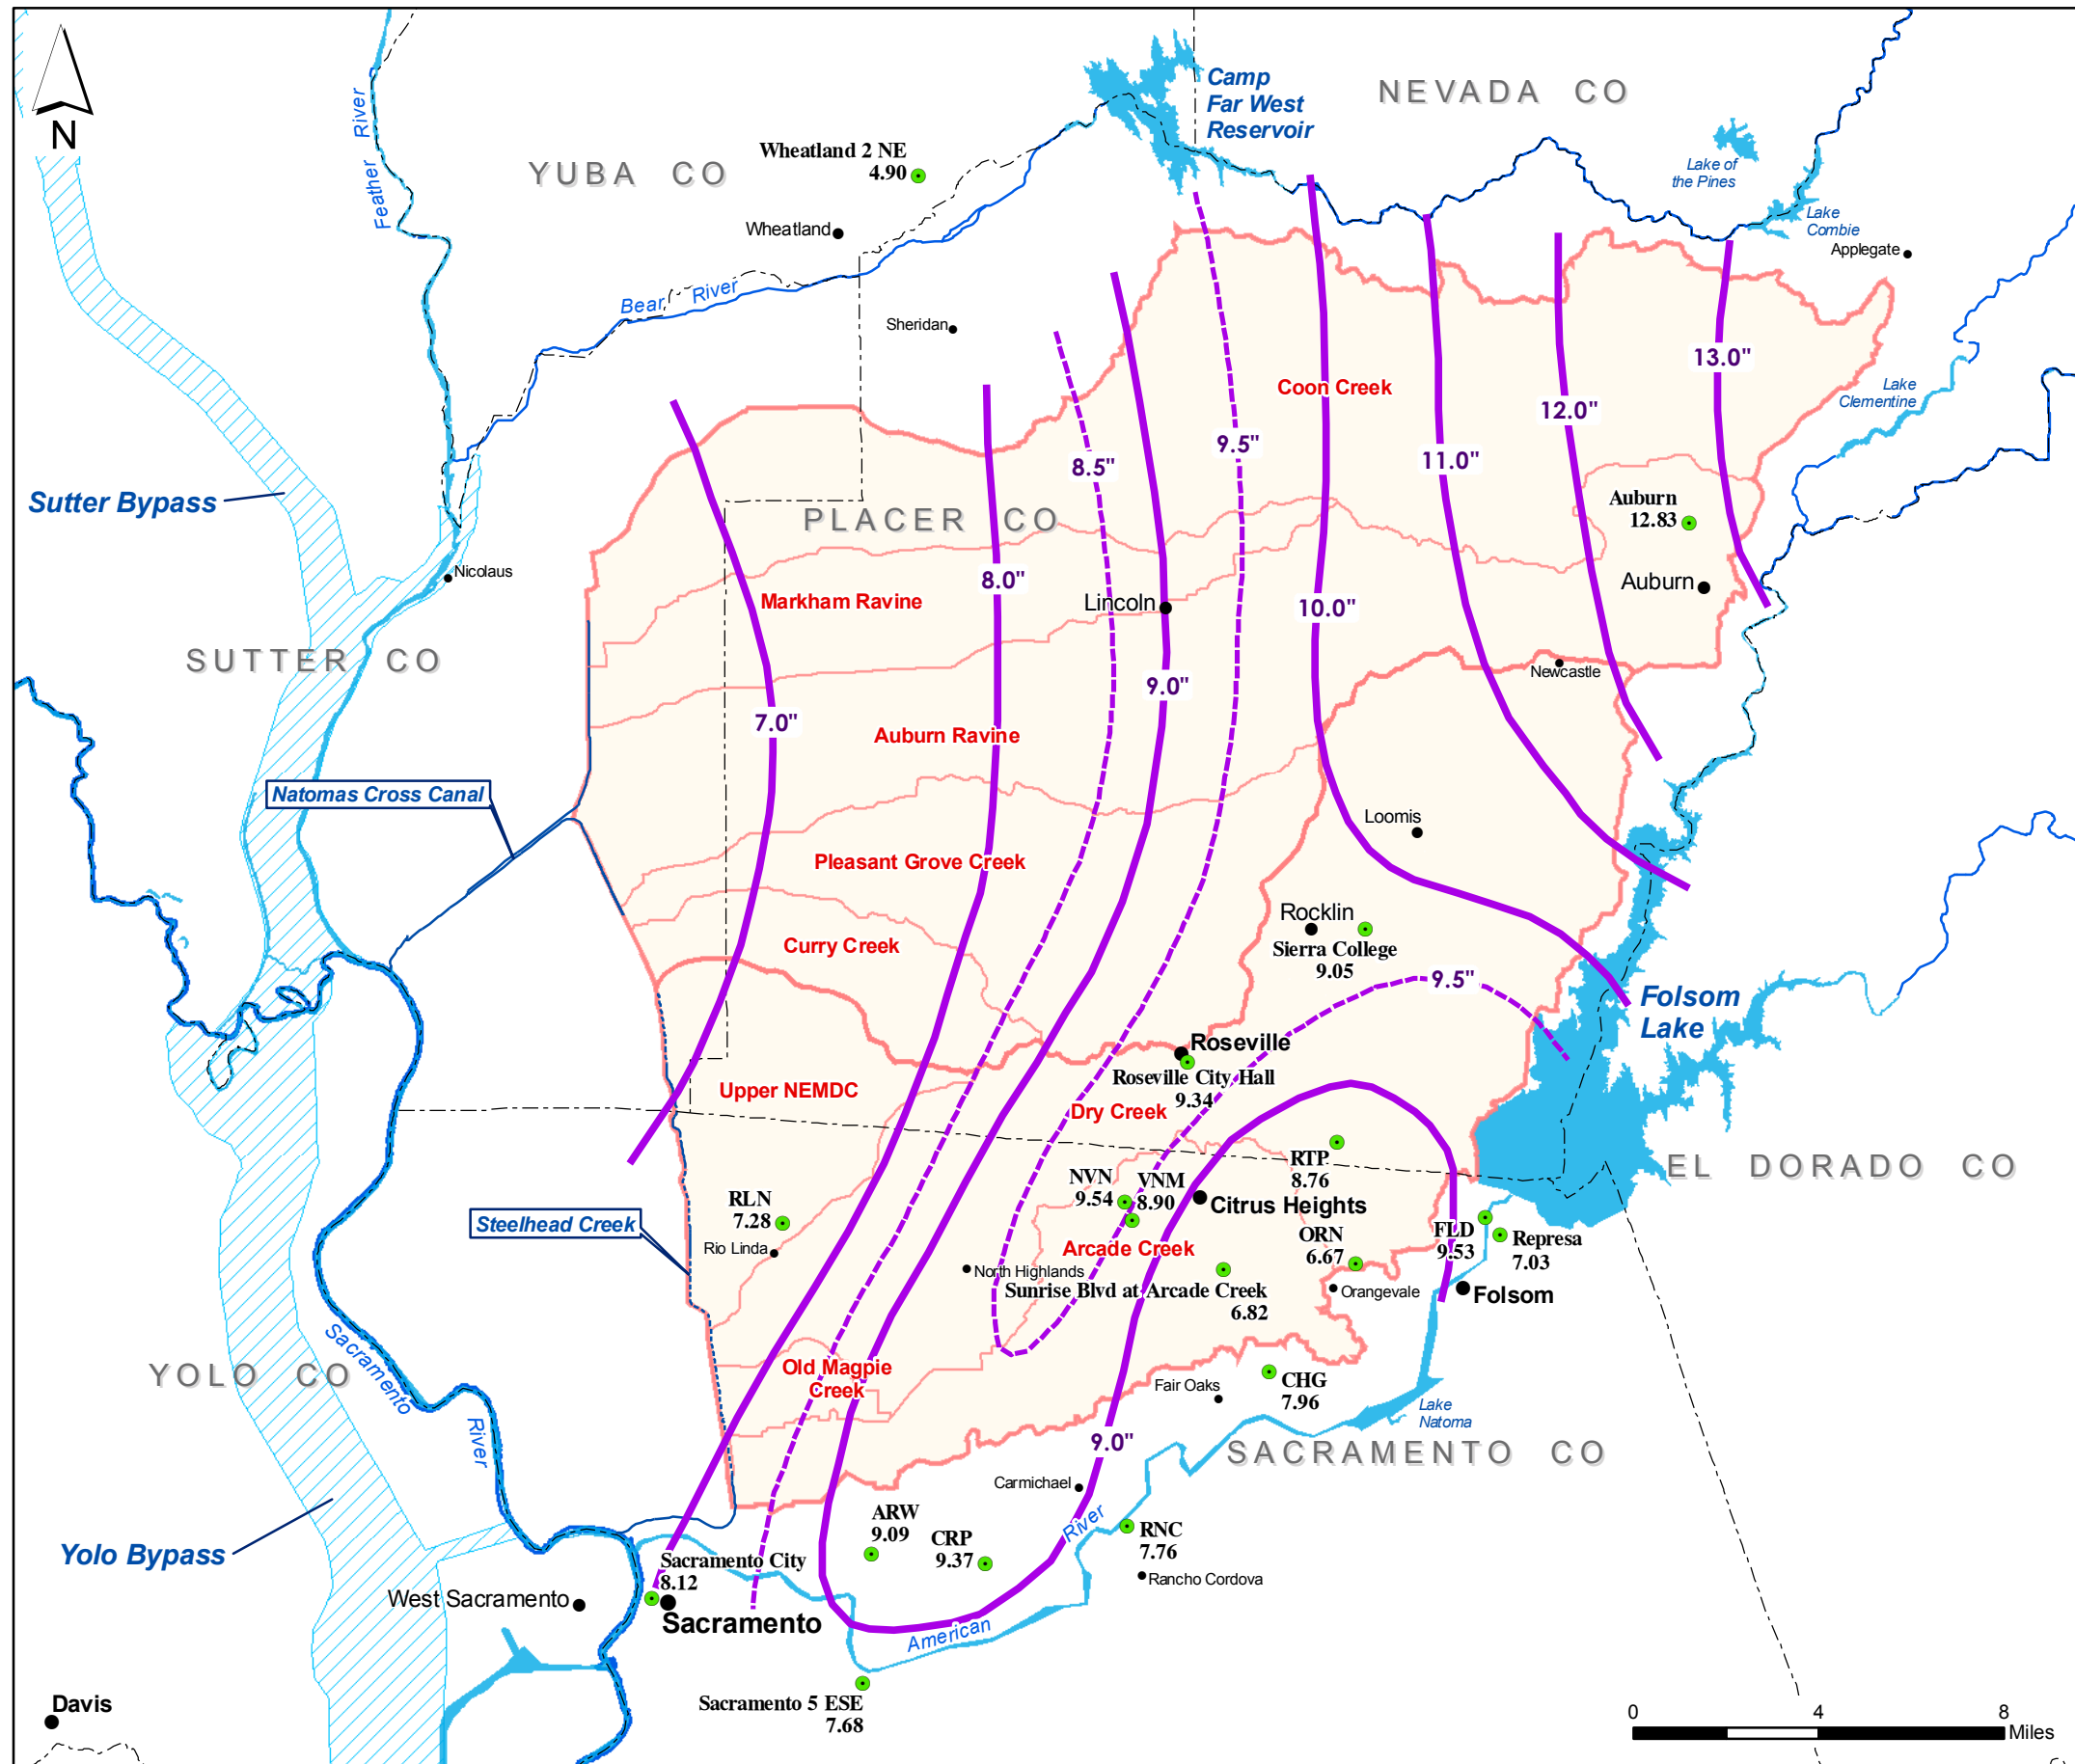 N
Feather River
YUBA CO
Wheatland 2 NE
4.90
Wheatland
Camp
Far West
Reservoir
NEVADA CO
Lake of
the Pines
Lake
Combie
Applegate
Bear River
Sheridan
Coon Creek
13.0"
12.0"
11.0"
9.5"
8.5"
Lake
Clementine
Sutter Bypass
PLACER CO
Auburn
12.83
Nicolaus
8.0"
Markham Ravine
Lincoln
10.0"
Auburn
SUTTER CO
Newcastle
9.0"
7.0"
Auburn Ravine
Natomas Cross Canal
Loomis
Pleasant Grove Creek
Rocklin
Sierra College
9.05
Curry Creek
9.5"
Folsom
Lake
Roseville
Roseville City Hall
9.34
Upper NEMDC
Dry Creek
EL DORADO CO
RTP
8.76
NVN
9.54
VNM
8.90
Citrus Heights
RLN
7.28
Rio Linda
Steelhead Creek
Arcade Creek
ORN
6.67
FLD
9.53
Represa
7.03
North Highlands
Sunrise Blvd at Arcade Creek
6.82
Orangevale
Folsom
Old Magpie
Creek
YOLO CO
Sacramento
River
Fair Oaks
CHG
7.96
Lake
Natoma
SACRAMENTO CO
9.0"
Carmichael
ARW
9.09
CRP
9.37
River
RNC
7.76
Rancho Cordova
Yolo Bypass
Sacramento City
8.12
West Sacramento
Sacramento
American
Sacramento 5 ESE
7.68
Davis
0 4 8
Miles